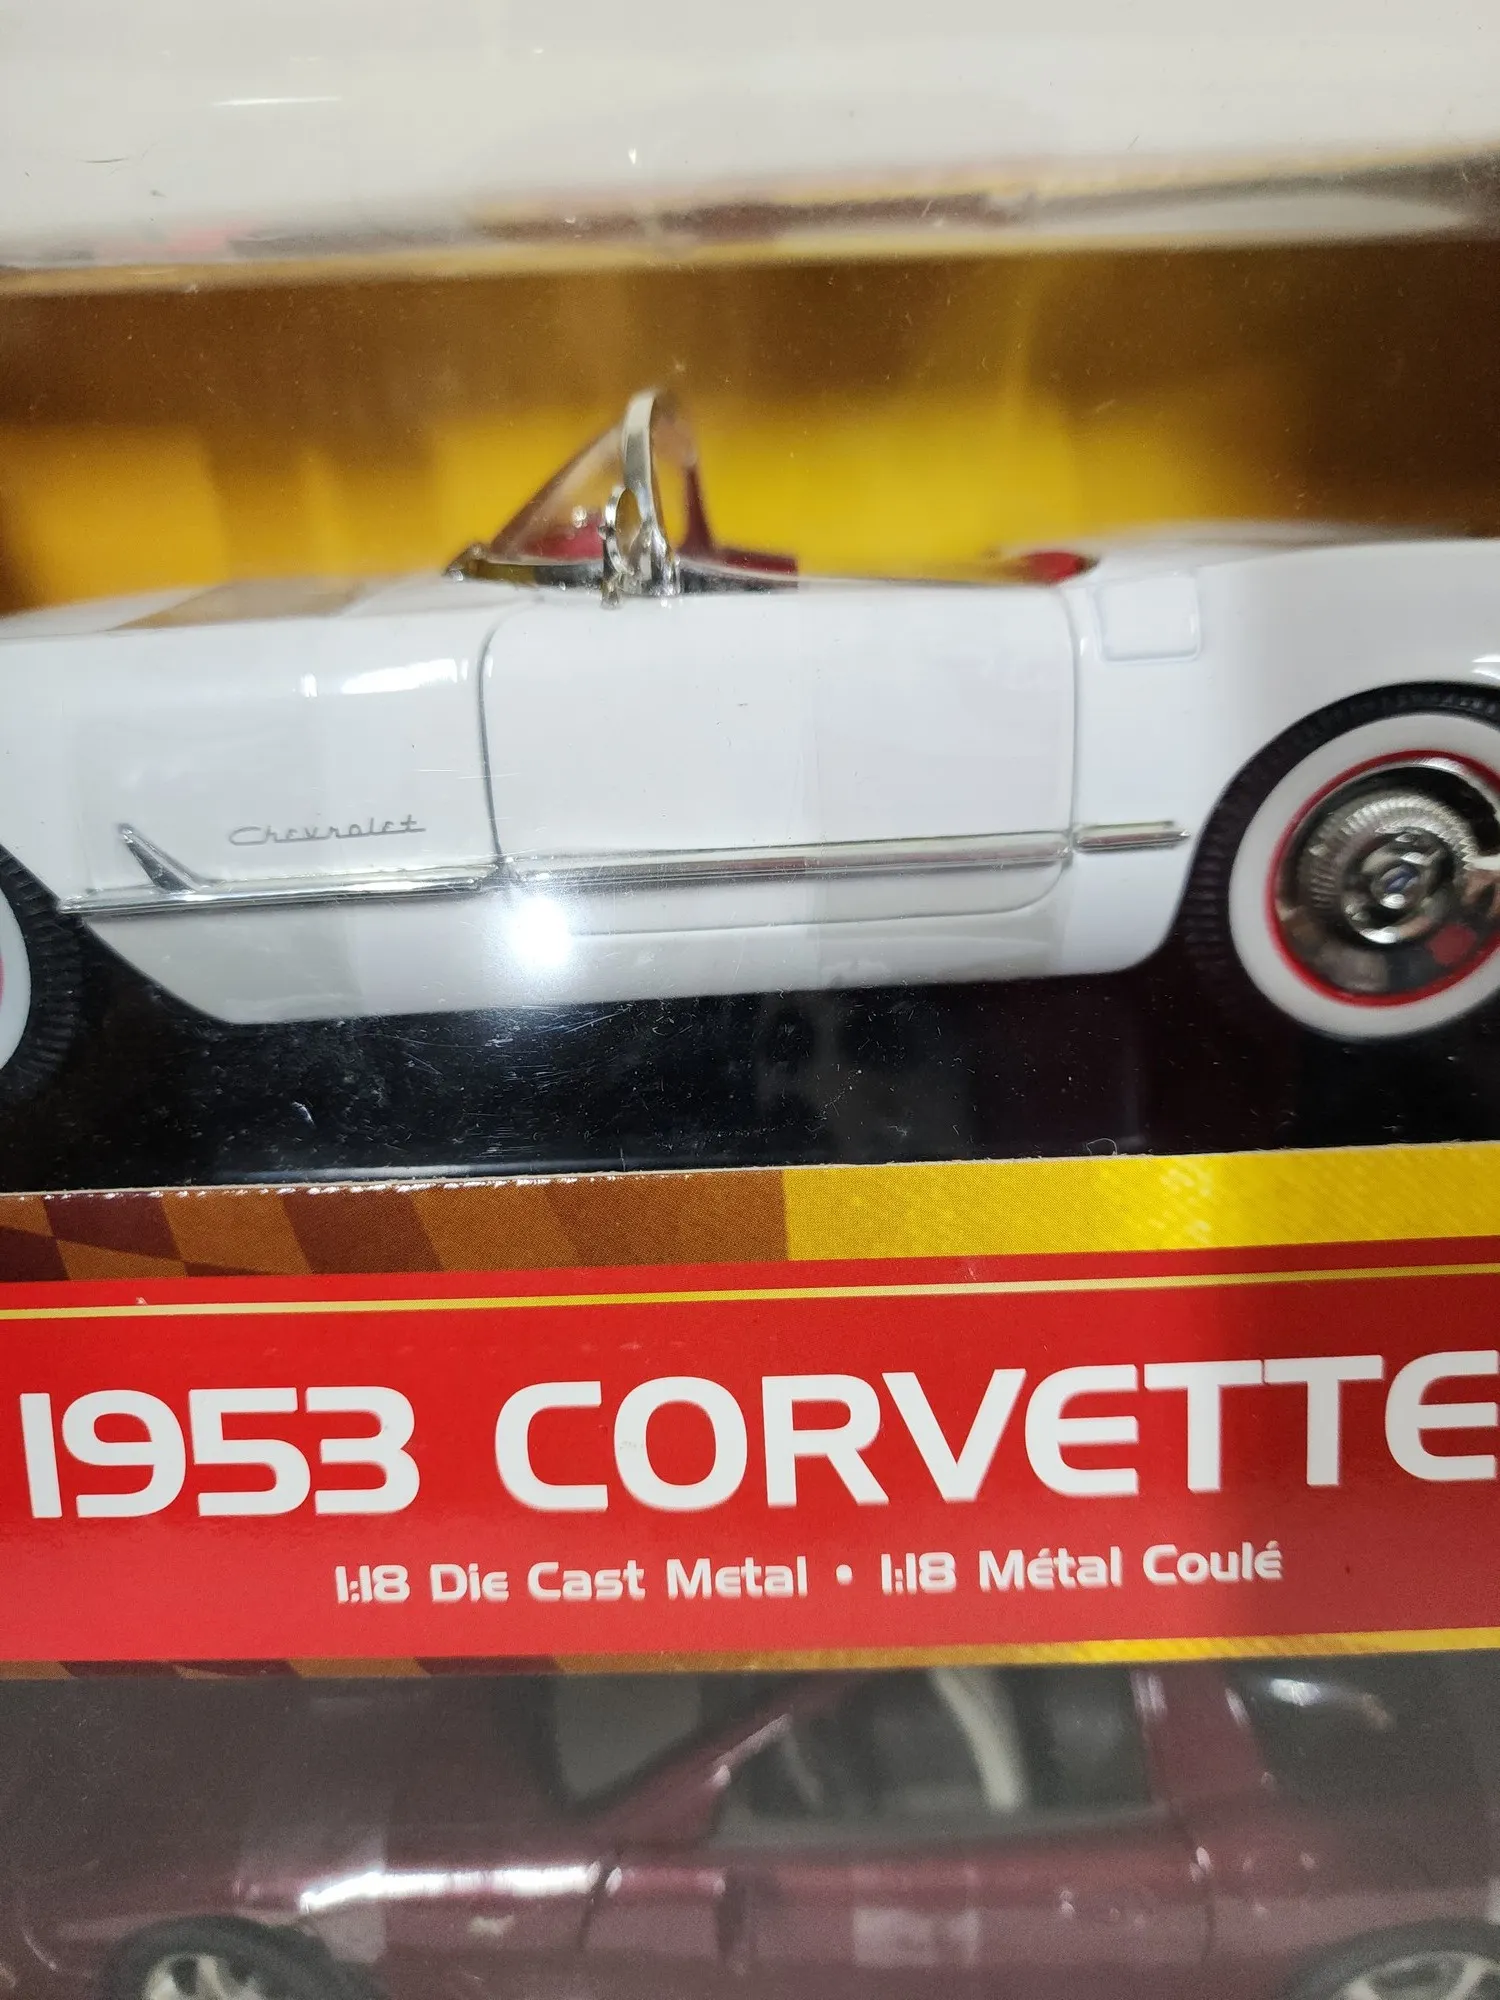 Chevrolet
1953 CORVETTE
1:18 Die Cast Metal • 1:18 Métal Coulé